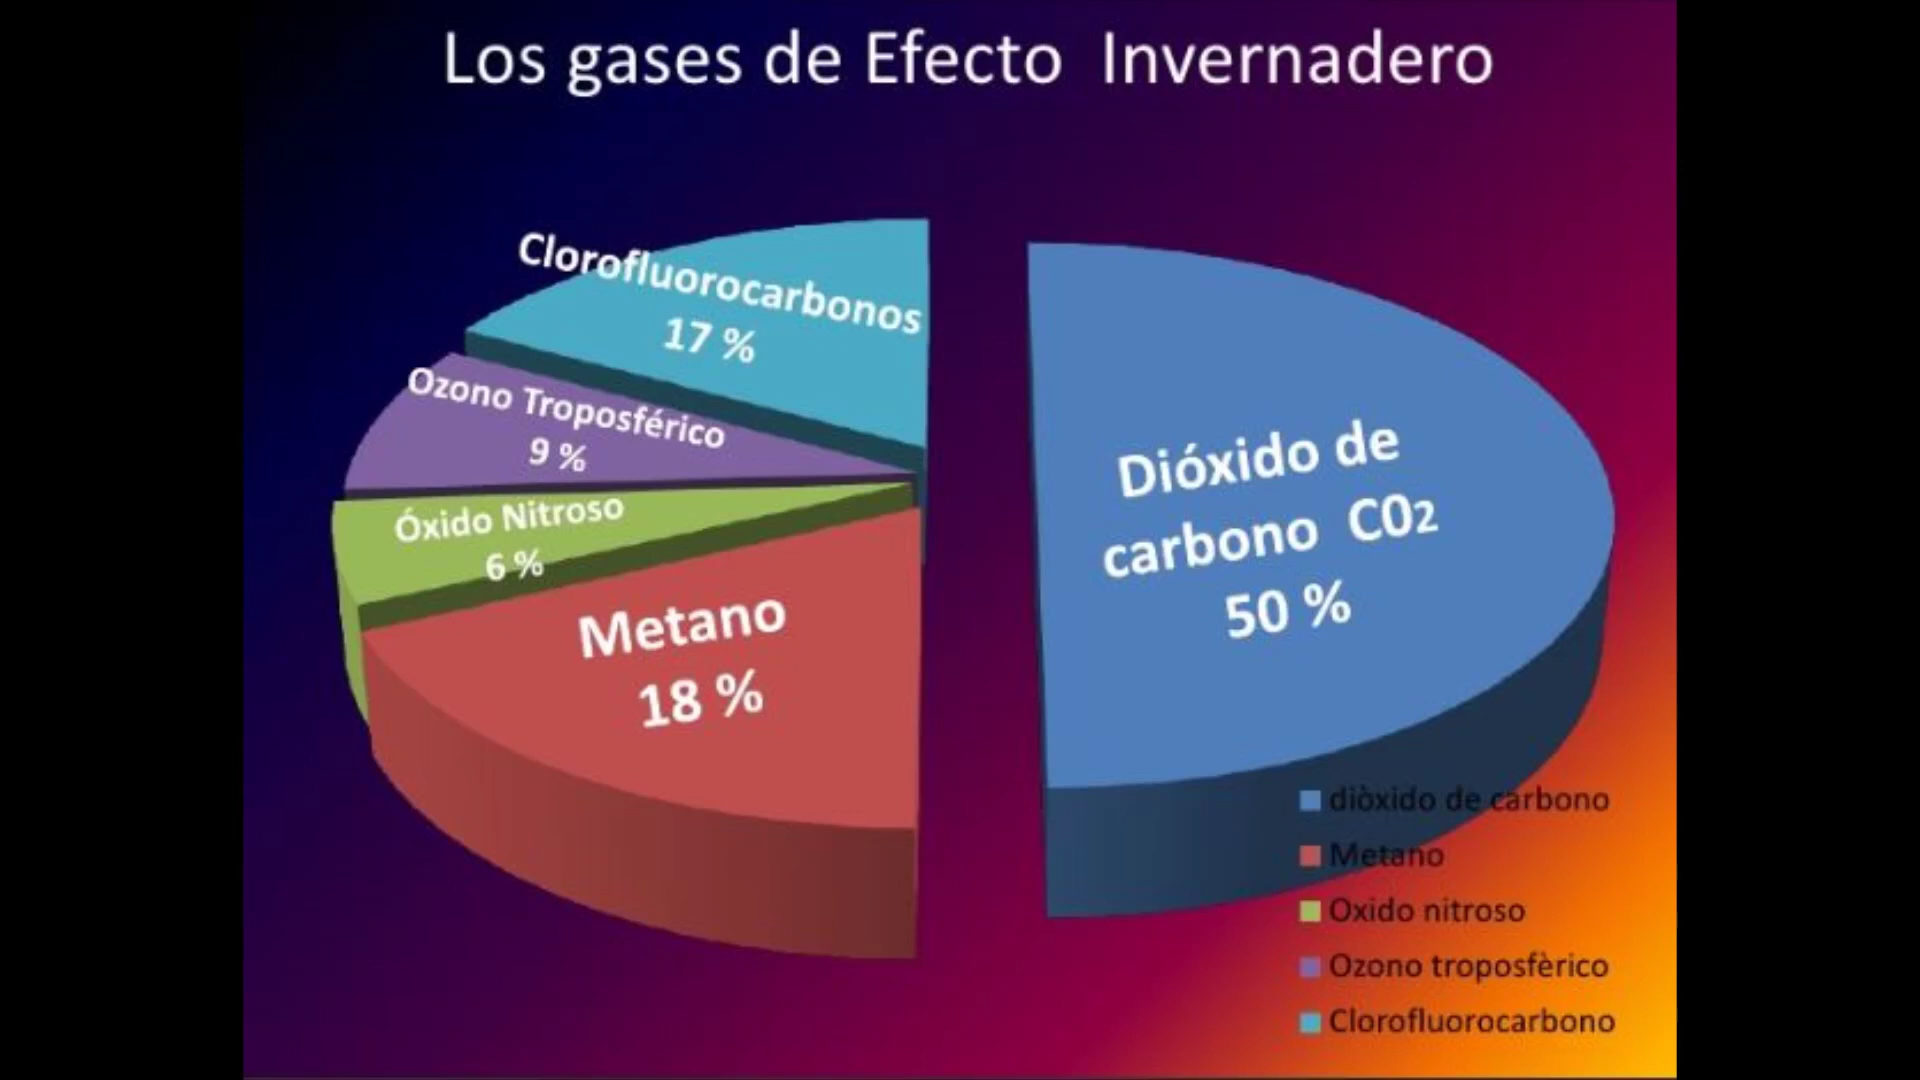 Los gases de Efecto Invernadero
Clorofluorocarbonos
17 %
Ozono Troposférico
9 %
Óxido Nitroso
6 %
Metano
18 %
Dióxido de
carbono C0₂
50 %
diòxido de carbono
Metano
Oxido nitroso
Ozono troposfèrico
Clorofluorocarbono